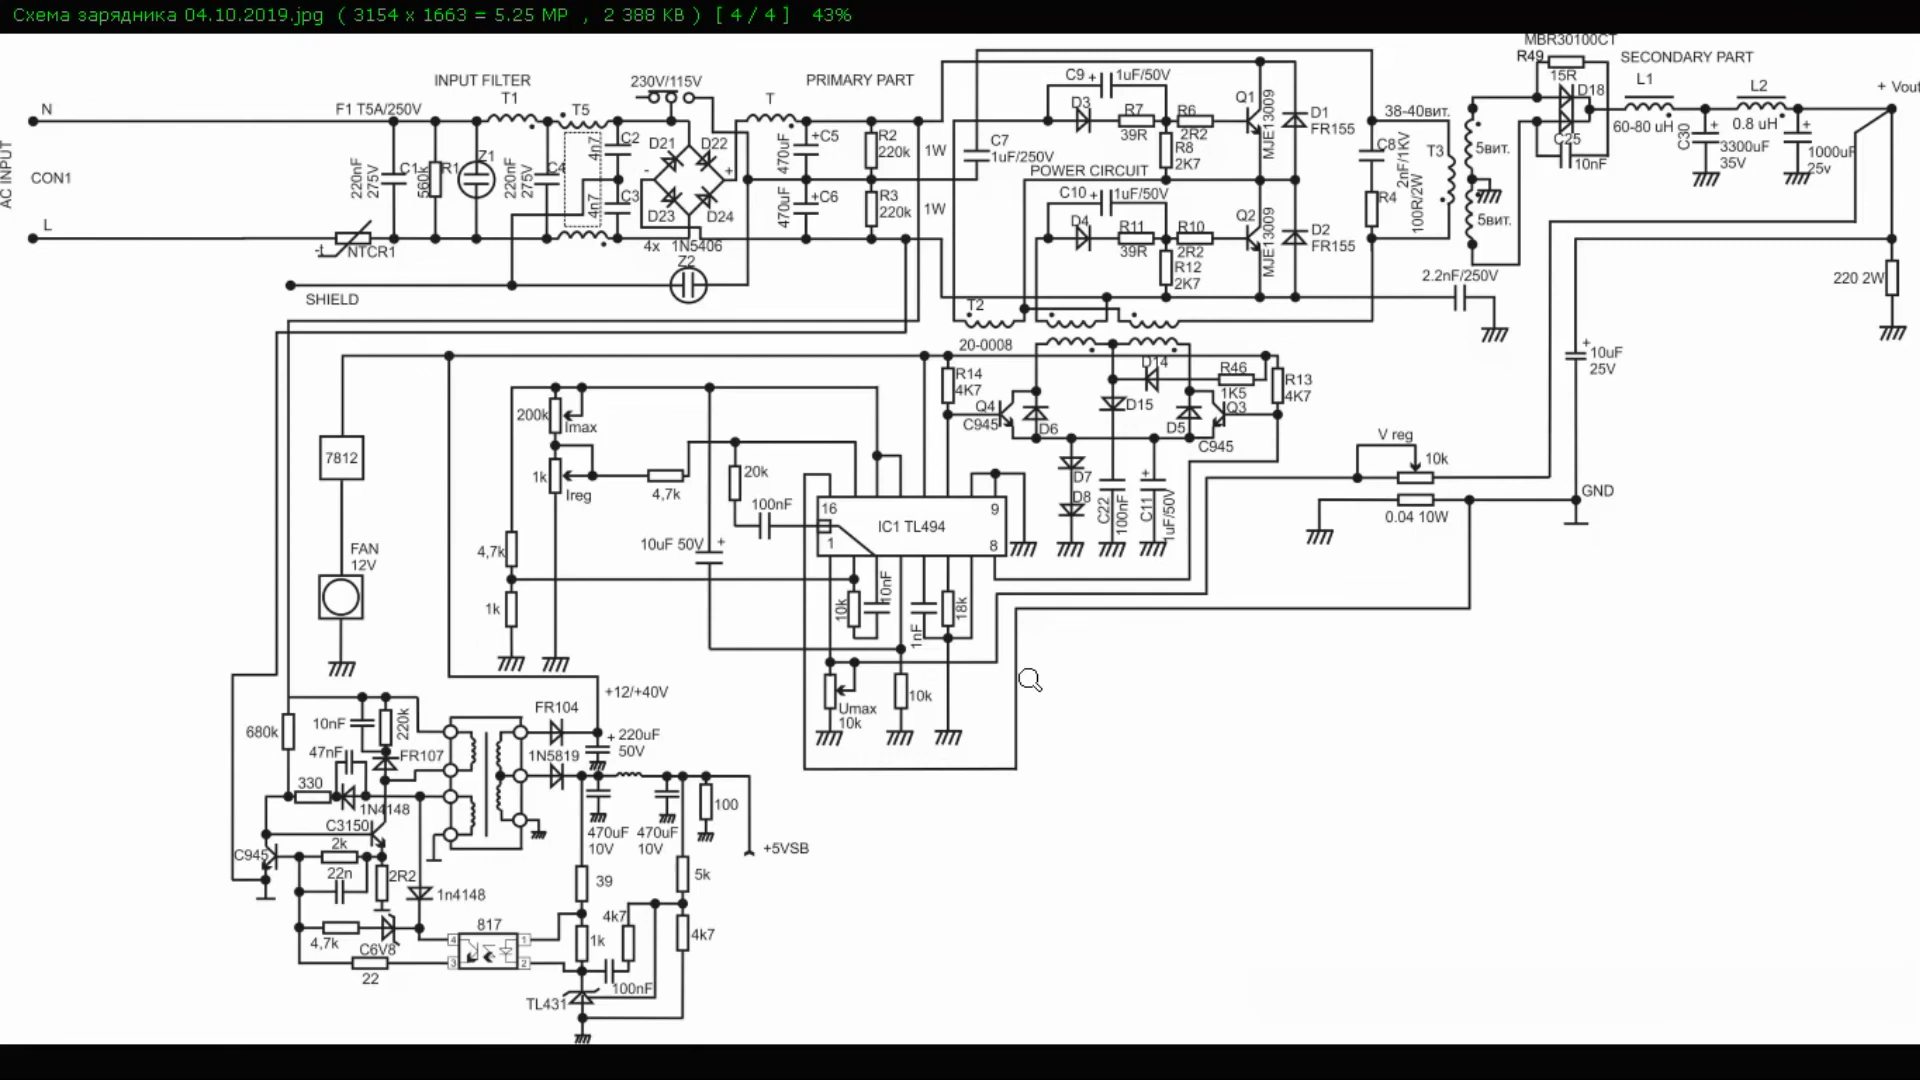 Схема зарядника 04.10.2019.jpg ( 3154 x 1663 = 5.25 MP , 2 388 KB ) [ 4 / 4 ] 43%
INPUT FILTER
230V/115V
PRIMARY PART
MBR30100CT
SECONDARY PART
R49
15R
D18
C25
10nF
L1
60-80 uH
L2
0.8 uH
+ Vout
C30
3300uF
35V
1000uF
25v
N
AC INPUT
CON1
L
F1 T5A/250V
T1
T5
220nF
275V
C1
560k
R1
Z1
220nF
275V
C4
4n7
C2
4n7
C3
D21
D22
D23
D24
-
+
4x 1N5406
NTCR1
-t
SHIELD
Z2
T
+C5
470uF
+C6
470uF
R2
220k
1W
R3
220k
1W
C7
1uF/250V
C9 +
1uF/50V
D3
R7
39R
R6
2R2
R8
2K7
Q1
MJE13009
D1
FR155
POWER CIRCUIT
C10 +
1uF/50V
D4
R11
39R
R10
2R2
R12
2K7
Q2
MJE13009
D2
FR155
38-40вит.
C8
2nF/1KV
R4
100R/2W
T3
5вит.
5вит.
2.2nF/250V
220 2W
T2
20-0008
+
10uF
25V
R14
4K7
Q4
C945
D6
D14
D15
R46
1K5
R13
4K7
D5
Q3
C945
D7
D8
C22
100nF
C11
1uF/50V
+
7812
FAN
12V
200k
Imax
1k
Ireg
4,7k
20k
100nF
4,7k
1k
10uF 50V
+
16
9
IC1 TL494
1
8
10k
10nF
1nF
18k
Umax
10k
10k
V reg
10k
GND
0.04 10W
+12/+40V
680k
10nF
220k
47nF
FR107
330
1N4148
C3150
C945
2k
22n
2R2
4,7k
C6V8
22
1n4148
FR104
1N5819
+ 220uF
50V
470uF
10V
470uF
10V
100
+5VSB
39
5k
817
4
1
3
2
1k
4k7
4k7
100nF
TL431